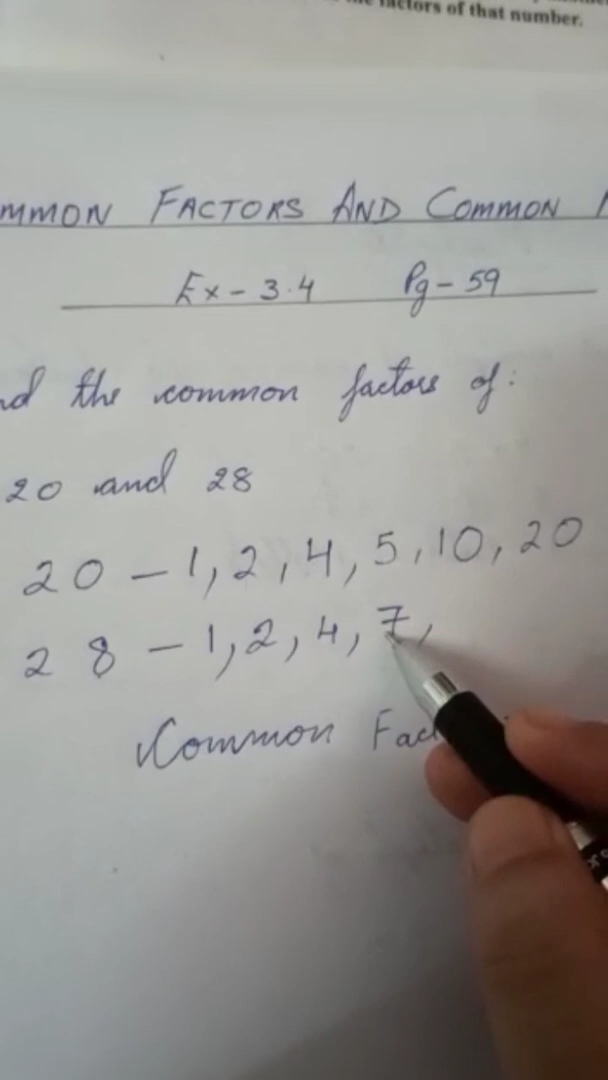 factors of that number.
MMON FACTORS AND COMMON
Ex - 3.4 Pg - 59
the common factors of:
20 and 28
20 - 1, 2, 4, 5, 10, 20
28 - 1, 2, 4, 7,
Common Fac